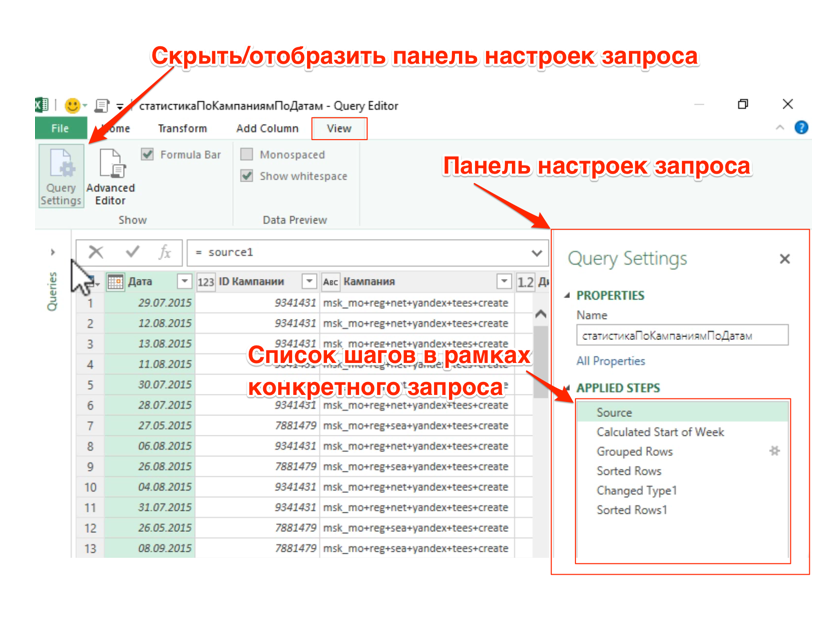 Скрыть/отобразить панель настроек запроса
статистикаПоКампаниямПоДатам - Query Editor
File Home Transform Add Column View
Formula Bar Monospaced
Show whitespace
Query Settings
Advanced Editor
Show Data Preview
Панель настроек запроса
= source1
Queries
Дата 123 ID Кампании ABC Кампания 1.2
1 29.07.2015 9341431 msk_mo+reg+net+yandex+tees+create
2 12.08.2015 9341431 msk_mo+reg+net+yandex+tees+create
3 13.08.2015 9341431 msk_mo+reg+net+yandex+tees+create
4 11.08.2015
5 30.07.2015
Список шагов в рамках
конкретного запроса
6 28.07.2015 9341431 msk_mo+reg+net+yandex+tees+create
7 27.05.2015 7881479 msk_mo+reg+sea+yandex+tees+create
8 06.08.2015 9341431 msk_mo+reg+net+yandex+tees+create
9 26.08.2015 7881479 msk_mo+reg+sea+yandex+tees+create
10 04.08.2015 9341431 msk_mo+reg+net+yandex+tees+create
11 31.07.2015 9341431 msk_mo+reg+net+yandex+tees+create
12 26.05.2015 7881479 msk_mo+reg+sea+yandex+tees+create
13 08.09.2015 7881479 msk_mo+reg+sea+yandex+tees+create
Query Settings
PROPERTIES
Name
статистикаПоКампаниямПоДатам
All Properties
APPLIED STEPS
Source
Calculated Start of Week
Grouped Rows
Sorted Rows
Changed Type1
Sorted Rows1